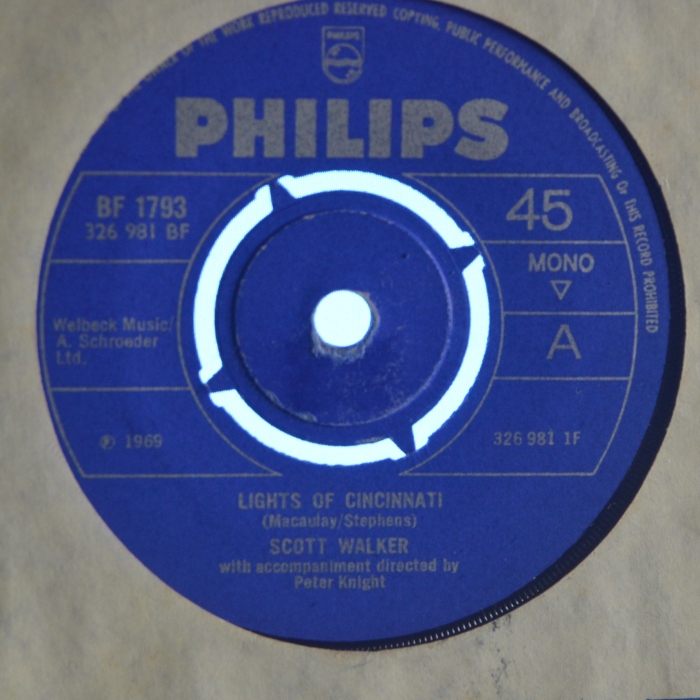 OF THE WORK REPRODUCED RESERVED COPYING, PUBLIC PERFORMANCE AND BROADCASTING OF THIS RECORD PROHIBITED
PHILIPS
PHILIPS
BF 1793
326 981 BF
45
MONO
Welbeck Music/
A. Schroeder
Ltd.
A
℗ 1969
326 981 1F
LIGHTS OF CINCINNATI
(Macaulay/Stephens)
SCOTT WALKER
with accompaniment directed by
Peter Knight